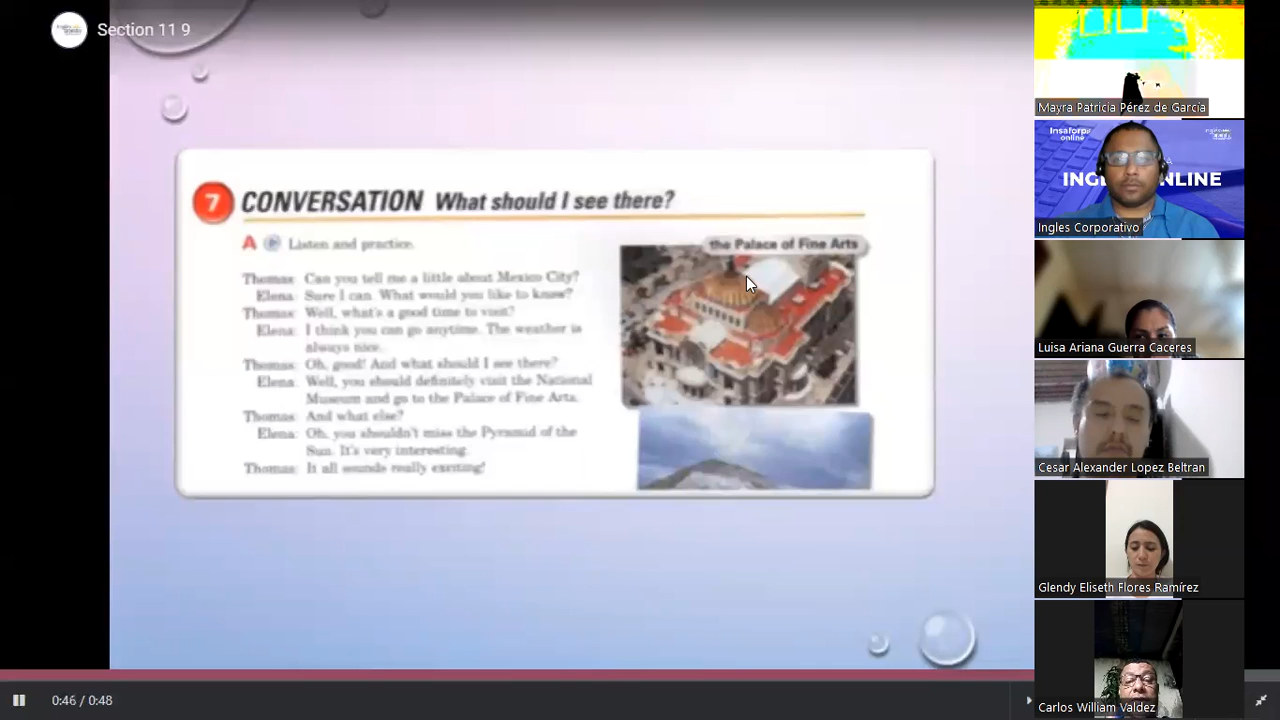 Section 11 9
7 CONVERSATION What should I see there?
A Listen and practice.
the Palace of Fine Arts
Thomas: Can you tell me a little about Mexico City?
Elena: Sure I can. What would you like to know?
Thomas: Well, what's a good time to visit?
Elena: I think you can go anytime. The weather is
always nice.
Thomas: Oh, good! And what should I see there?
Elena: Well, you should definitely visit the National
Museum and go to the Palace of Fine Arts.
Thomas: And what else?
Elena: Oh, you shouldn't miss the Pyramid of the
Sun. It's very interesting.
Thomas: It all sounds really exciting!
0:46 / 0:48
Mayra Patricia Pérez de Garcia
Insaforp
online
INGL NLINE
Ingles Corporativo
Luisa Ariana Guerra Caceres
Cesar Alexander Lopez Beltran
Glendy Eliseth Flores Ramírez
Carlos William Valdez